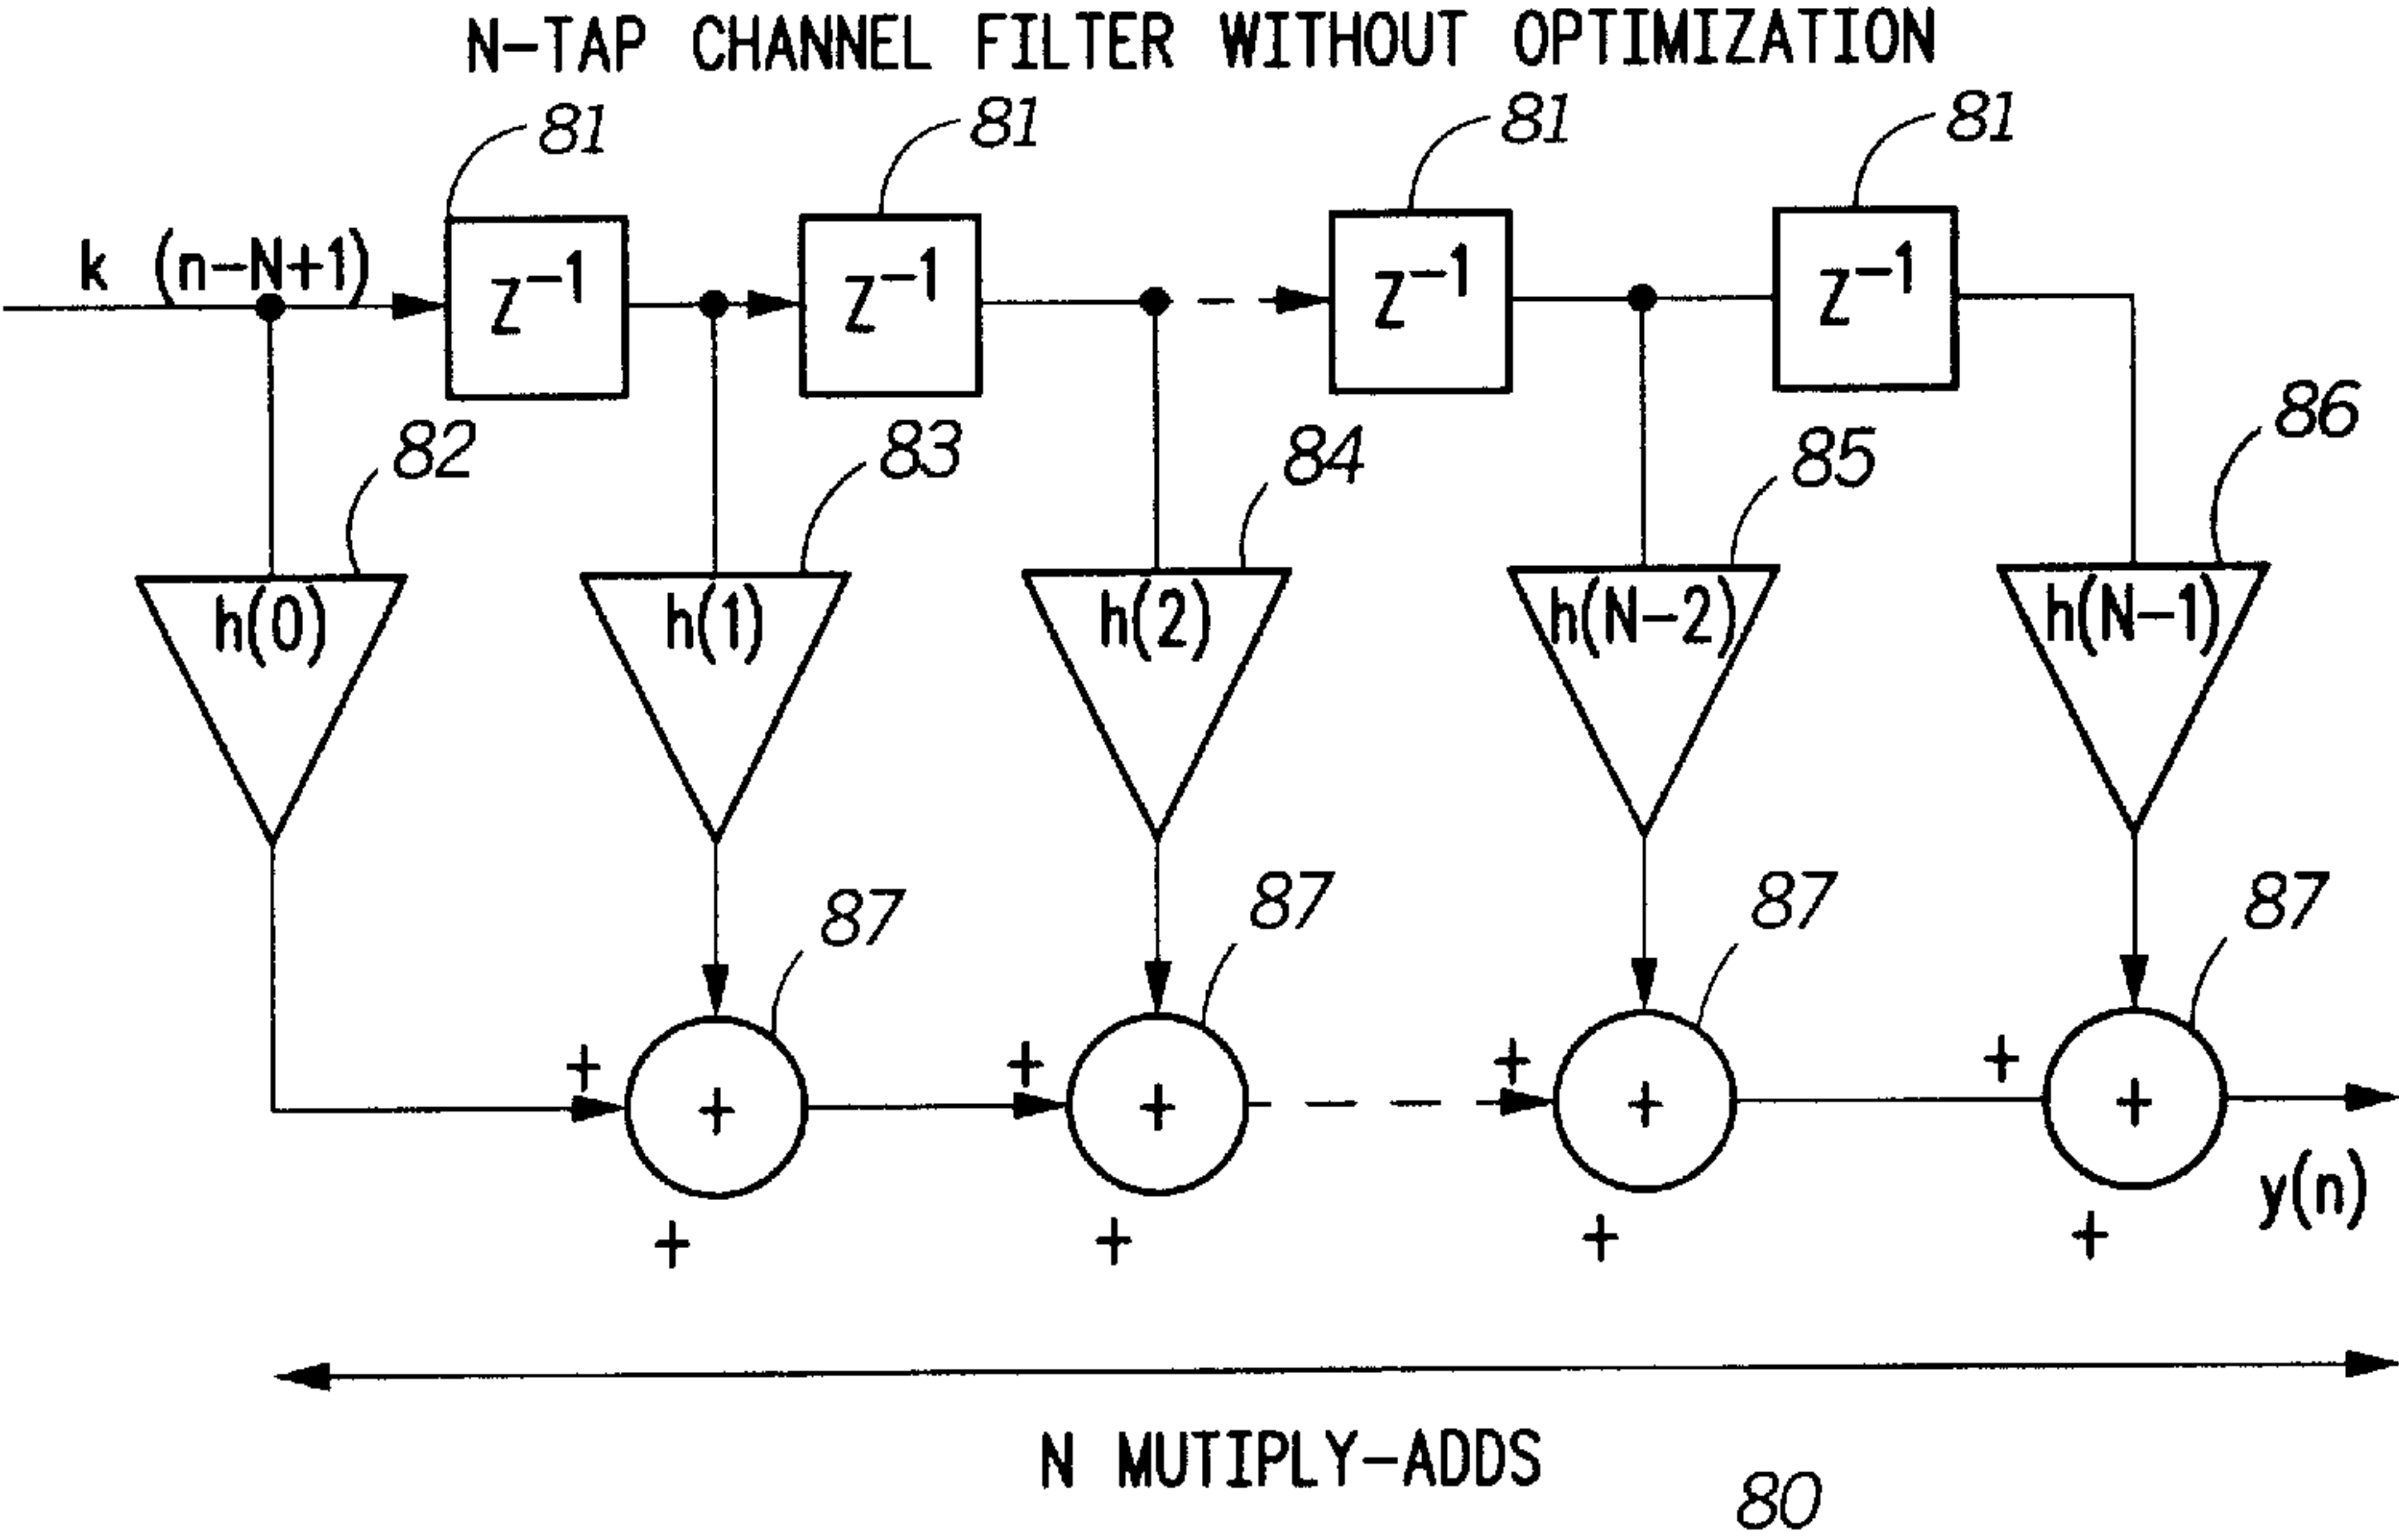 N-TAP CHANNEL FILTER WITHOUT OPTIMIZATION
81 81 81 81
k (n-N+1)
z⁻¹ z⁻¹ z⁻¹ z⁻¹
82 83 84 85 86
h(0) h(1) h(2) h(N-2) h(N-1)
87 87 87 87
+ + + +
+ + + +
y(n)
+ + + +
N MUTIPLY-ADDS
80